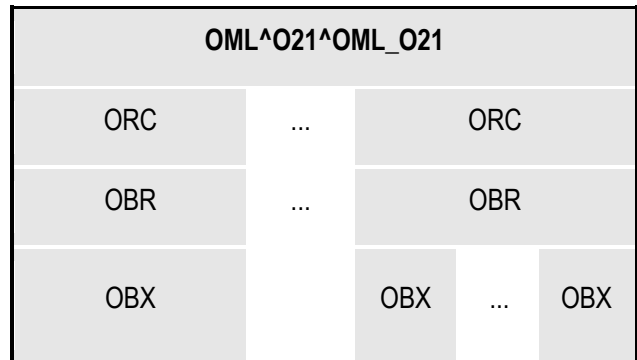 OML^O21^OML_O21
ORC ... ORC
OBR ... OBR
OBX OBX ... OBX